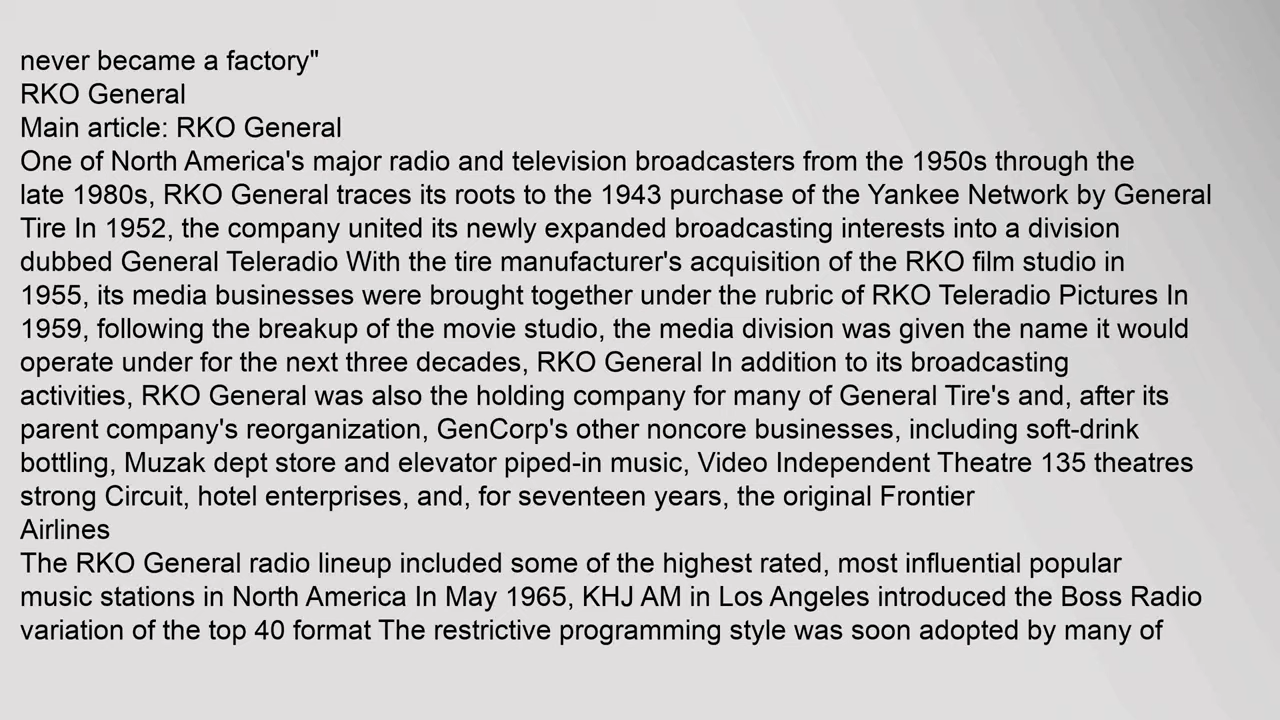 never became a factory"
RKO General
Main article: RKO General
One of North America's major radio and television broadcasters from the 1950s through the
late 1980s, RKO General traces its roots to the 1943 purchase of the Yankee Network by General
Tire In 1952, the company united its newly expanded broadcasting interests into a division
dubbed General Teleradio With the tire manufacturer's acquisition of the RKO film studio in
1955, its media businesses were brought together under the rubric of RKO Teleradio Pictures In
1959, following the breakup of the movie studio, the media division was given the name it would
operate under for the next three decades, RKO General In addition to its broadcasting
activities, RKO General was also the holding company for many of General Tire's and, after its
parent company's reorganization, GenCorp's other noncore businesses, including soft-drink
bottling, Muzak dept store and elevator piped-in music, Video Independent Theatre 135 theatres
strong Circuit, hotel enterprises, and, for seventeen years, the original Frontier
Airlines
The RKO General radio lineup included some of the highest rated, most influential popular
music stations in North America In May 1965, KHJ AM in Los Angeles introduced the Boss Radio
variation of the top 40 format The restrictive programming style was soon adopted by many of